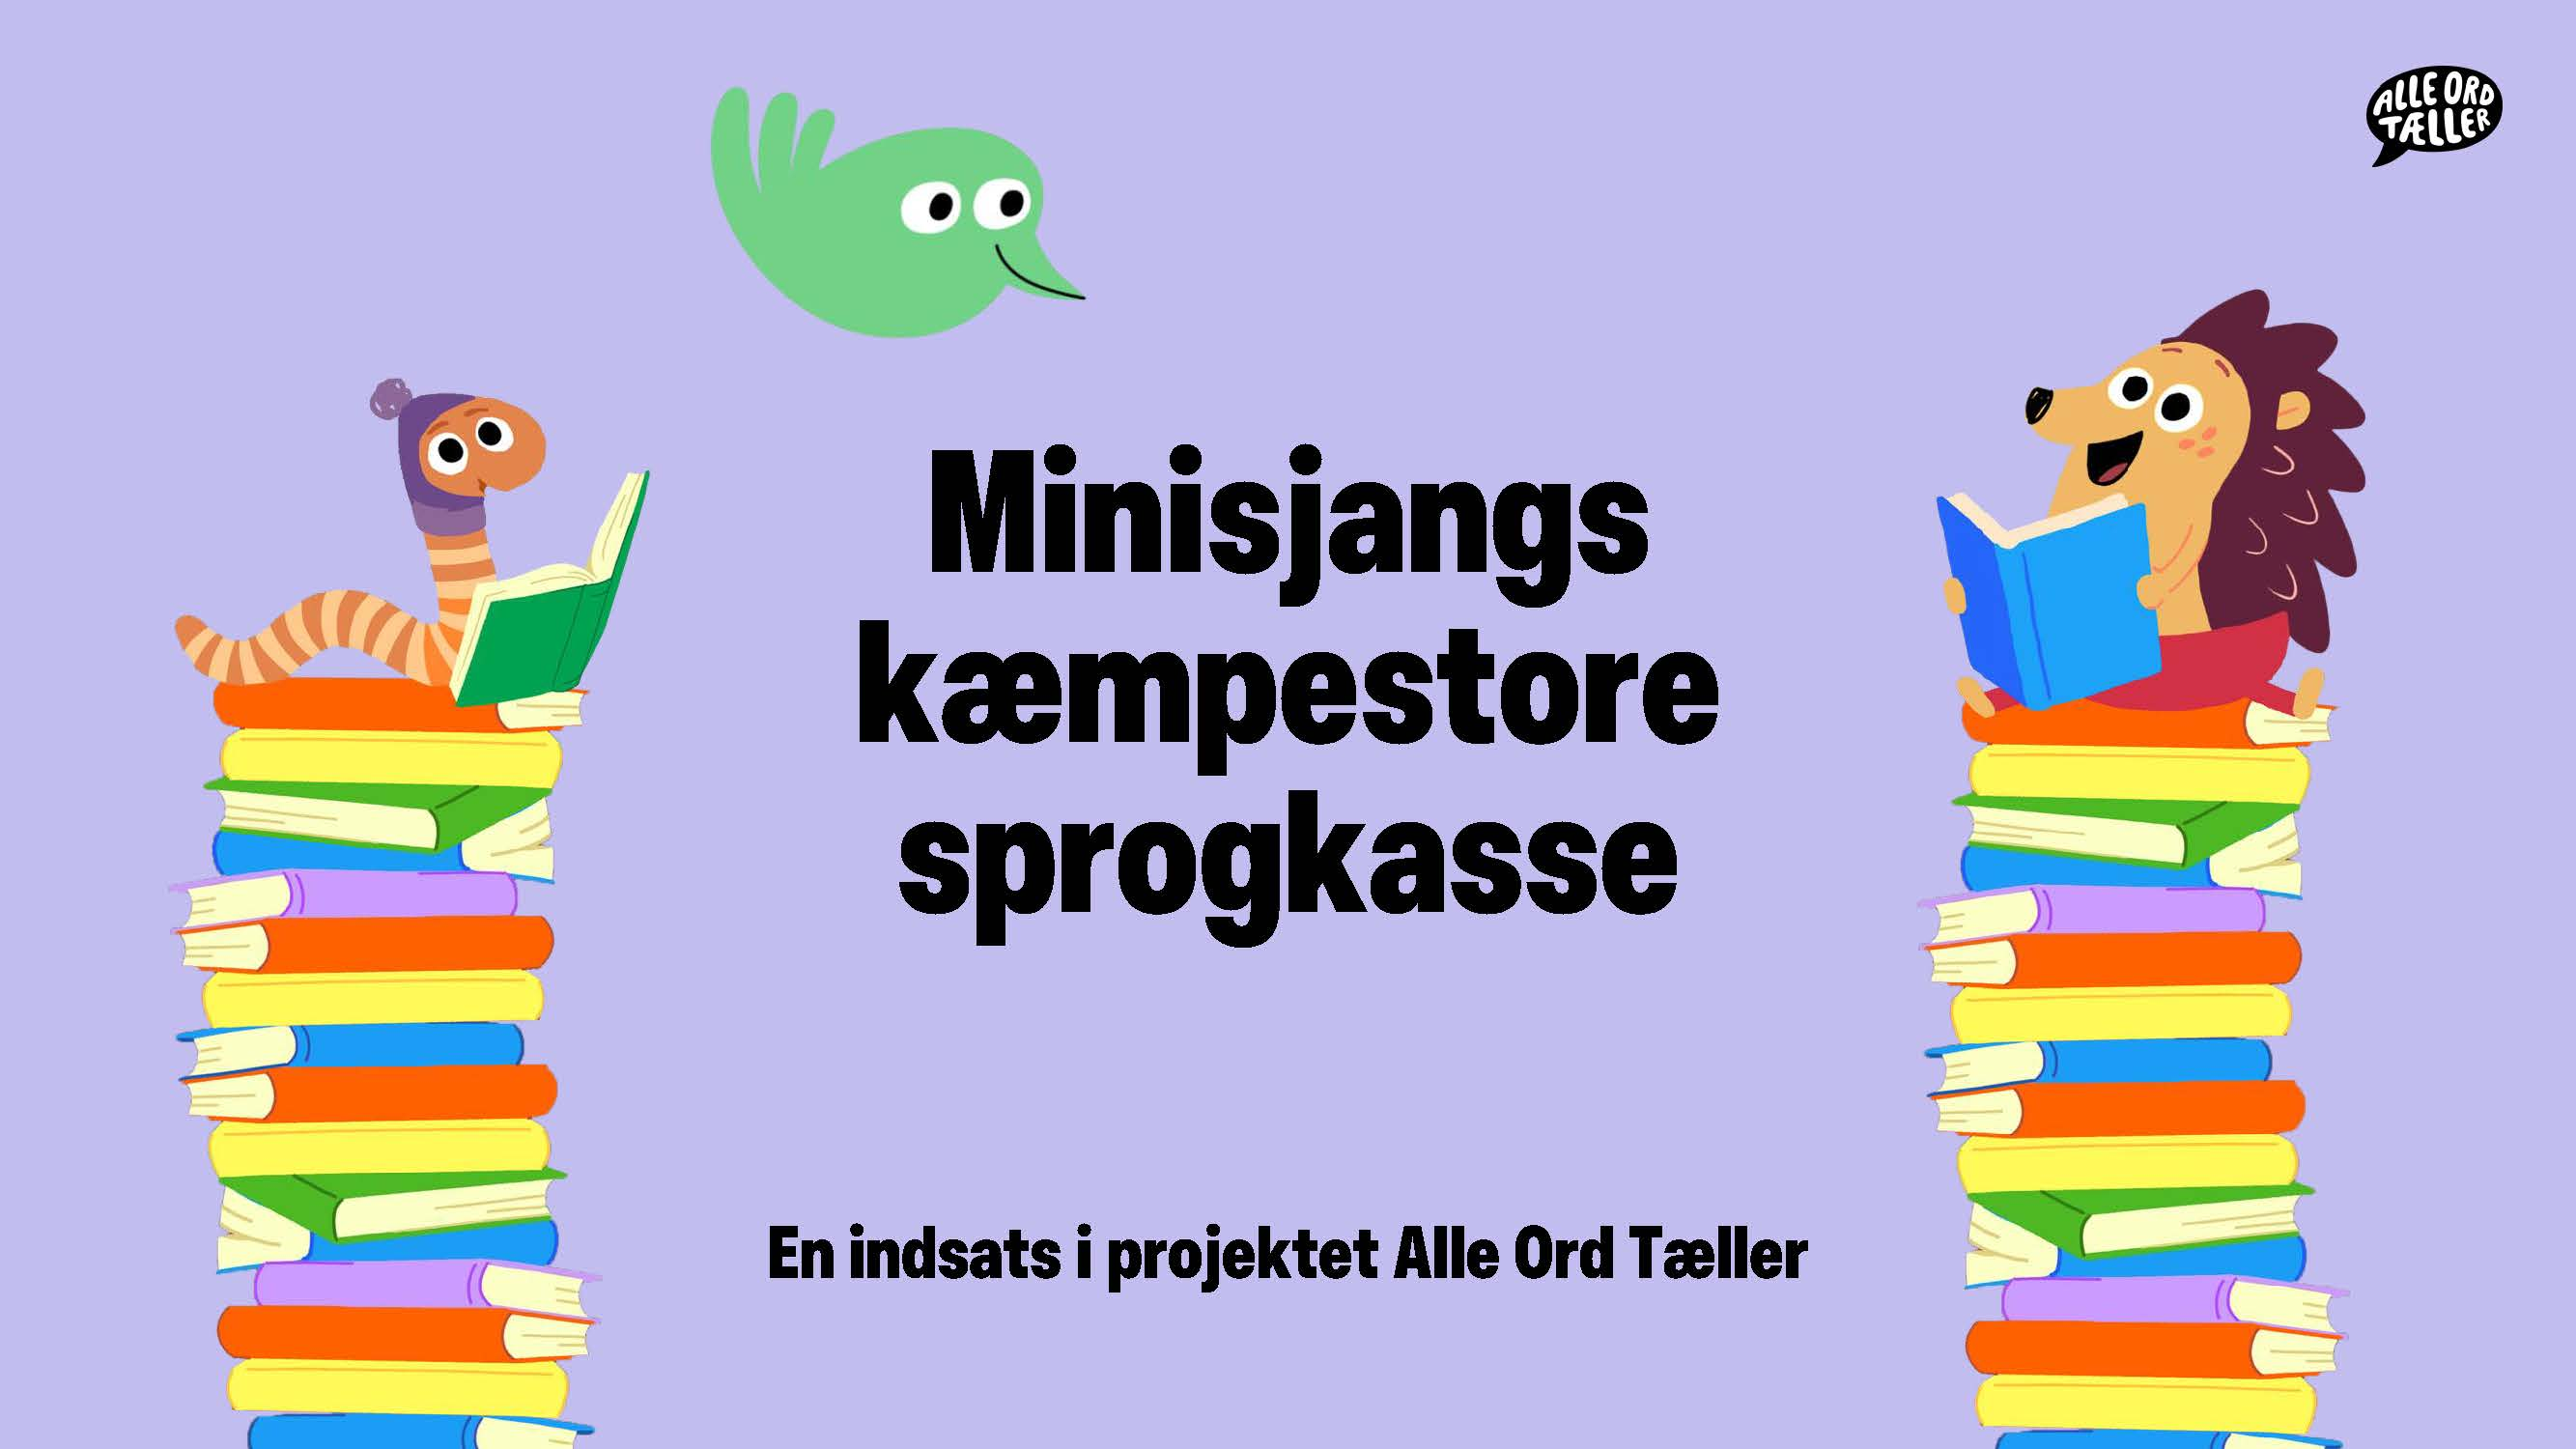 ALLE ORD
TÆLLER
Minisjangs
kæmpestore
sprogkasse
En indsats i projektet Alle Ord Tæller